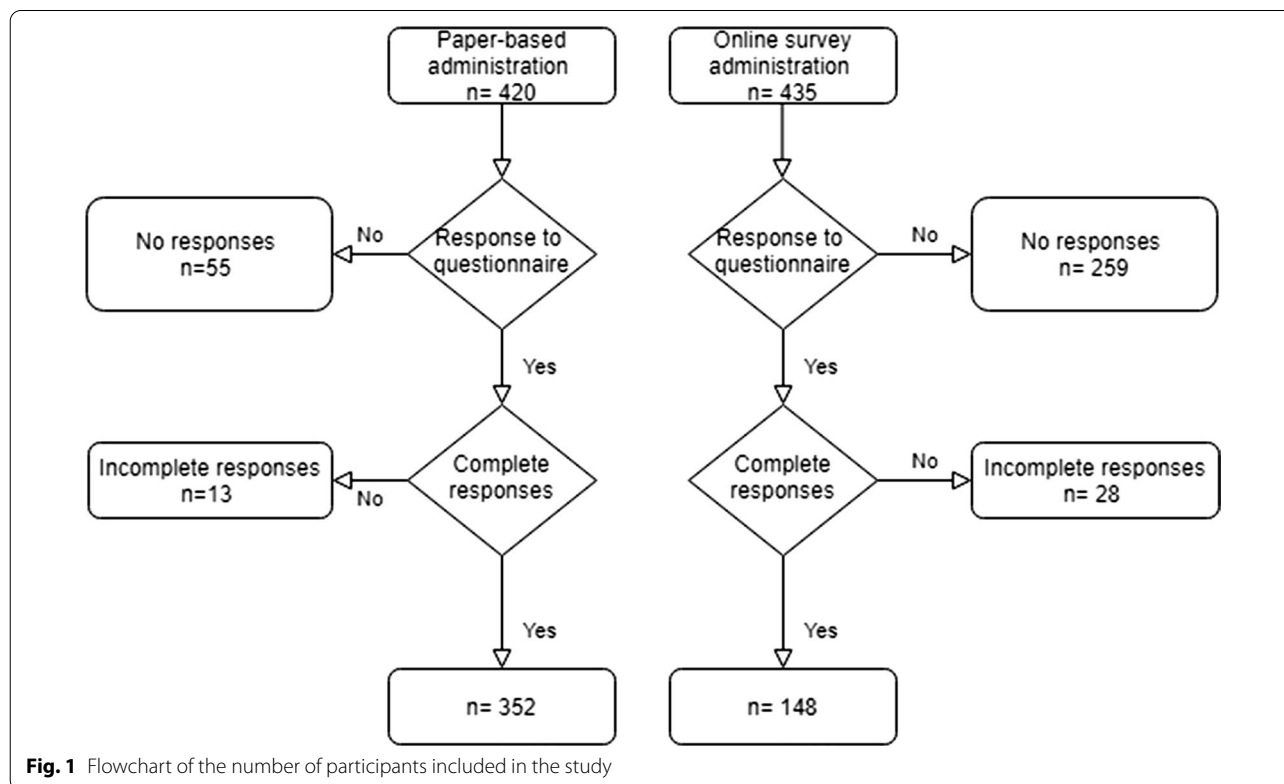 Paper-based
administration
n= 420
Online survey
administration
n= 435
No responses
n=55
No
Response to
questionnaire
Response to
questionnaire
No
No responses
n= 259
Yes
Yes
Incomplete responses
n=13
No
Complete
responses
Complete
responses
No
Incomplete responses
n= 28
Yes
Yes
n= 352
n= 148
Fig. 1 Flowchart of the number of participants included in the study